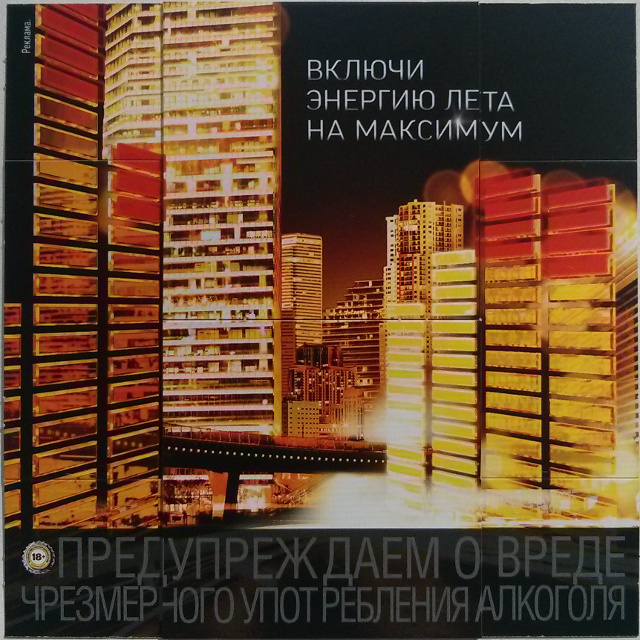 Реклама.
ВКЛЮЧИ
ЭНЕРГИЮ ЛЕТА
НА МАКСИМУМ
18+
ПРЕДУПРЕЖДАЕМ О ВРЕДЕ
ЧРЕЗМЕРНОГО УПОТРЕБЛЕНИЯ АЛКОГОЛЯ